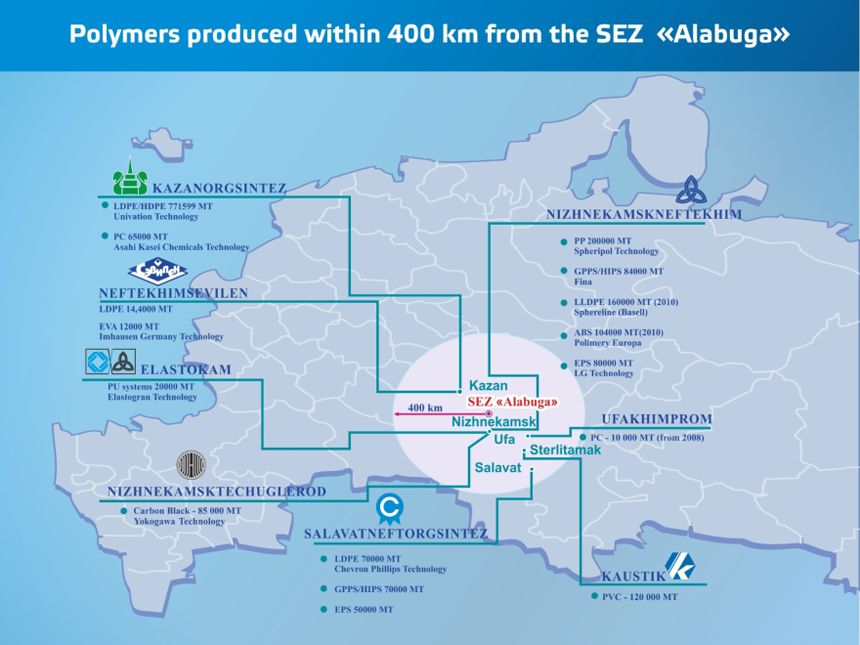 Polymers produced within 400 km from the SEZ «Alabuga»
KAZANORGSINTEZ
LDPE/HDPE 771599 MT
Univation Technology
PC 65000 MT
Asahi Kasei Chemicals Technology
Сэвилен
NEFTEKHIMSEVILEN
LDPE 14,4000 MT
EVA 12000 MT
Imhausen Germany Technology
ELASTOKAM
PU systems 20000 MT
Elastogran Technology
NIZHNEKAMSKTECHUGLEROD
Carbon Black - 85 000 MT
Yokogawa Technology
SALAVATNEFTORGSINTEZ
LDPE 70000 MT
Chevron Phillips Technology
GPPS/HIPS 70000 MT
EPS 50000 MT
NIZHNEKAMSKNEFTEKHIM
PP 200000 MT
Spheripol Technology
GPPS/HIPS 84000 MT
Fina
LLDPE 160000 MT (2010)
Sphereline (Basell)
ABS 104000 MT(2010)
Polimery Europa
EPS 80000 MT
LG Technology
UFAKHIMPROM
PC - 10 000 MT (from 2008)
KAUSTIK
PVC - 120 000 MT
Kazan
SEZ «Alabuga»
400 km
Nizhnekamsk
Ufa
Sterlitamak
Salavat